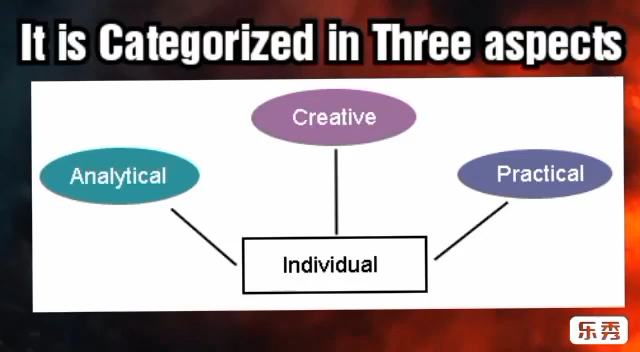 It is Categorized in Three aspects
Creative
Analytical
Practical
Individual
乐秀